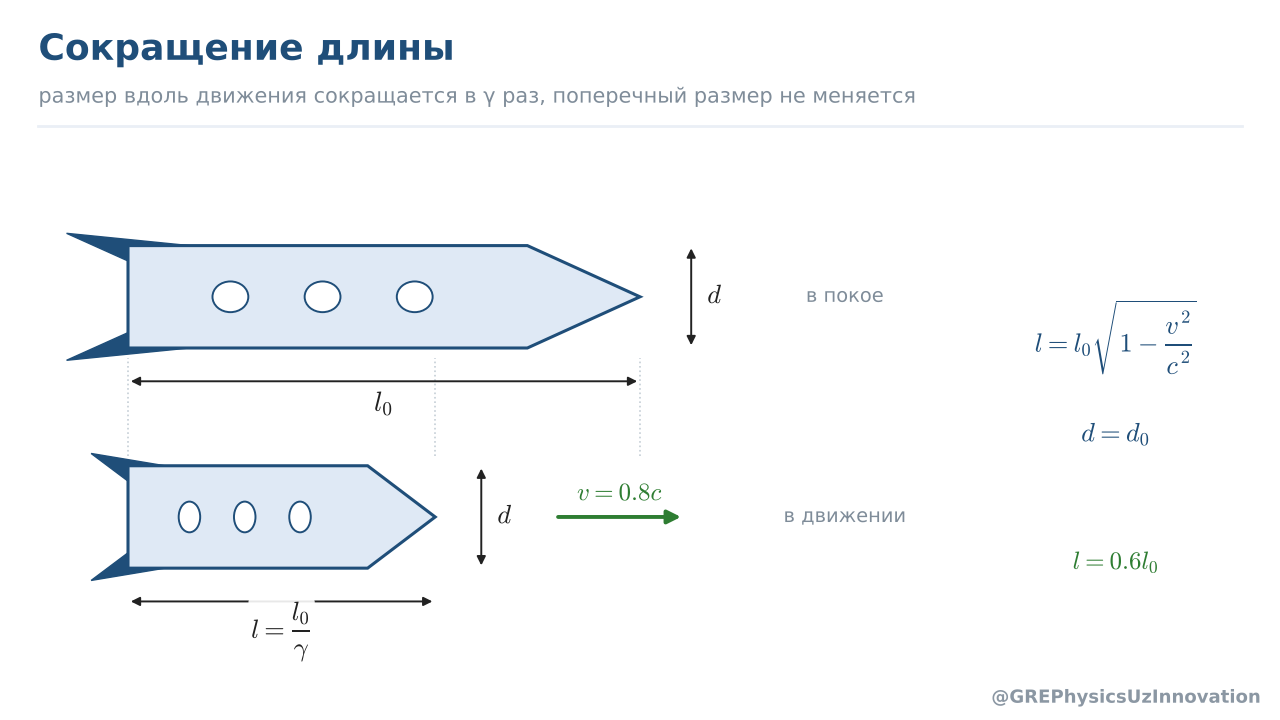 Сокращение длины
размер вдоль движения сокращается в γ раз, поперечный размер не меняется
d
в покое
l = l₀√(1 − v²/c²)
l₀
d = d₀
v = 0.8c
d
в движении
l = 0.6l₀
l = l₀/γ
@GREPhysicsUzInnovation